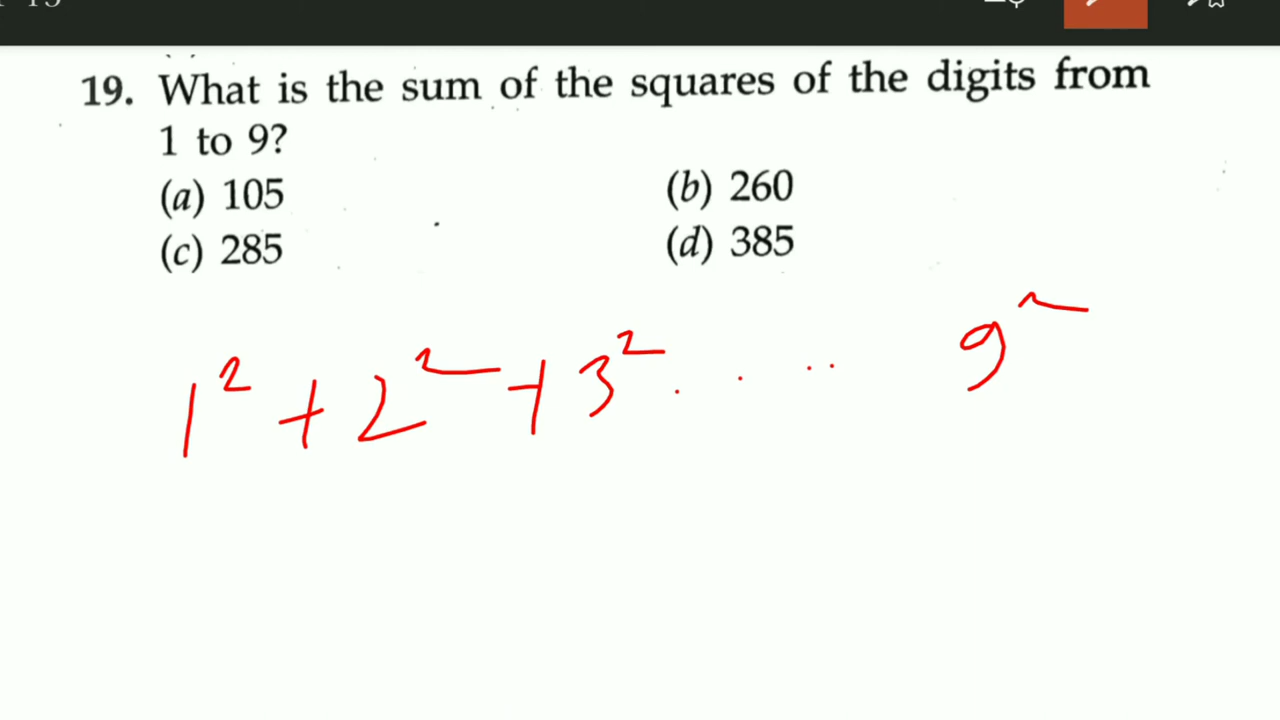 19. What is the sum of the squares of the digits from
1 to 9?
(a) 105 (b) 260
(c) 285 (d) 385
1² + 2² + 3² . . . . 9²